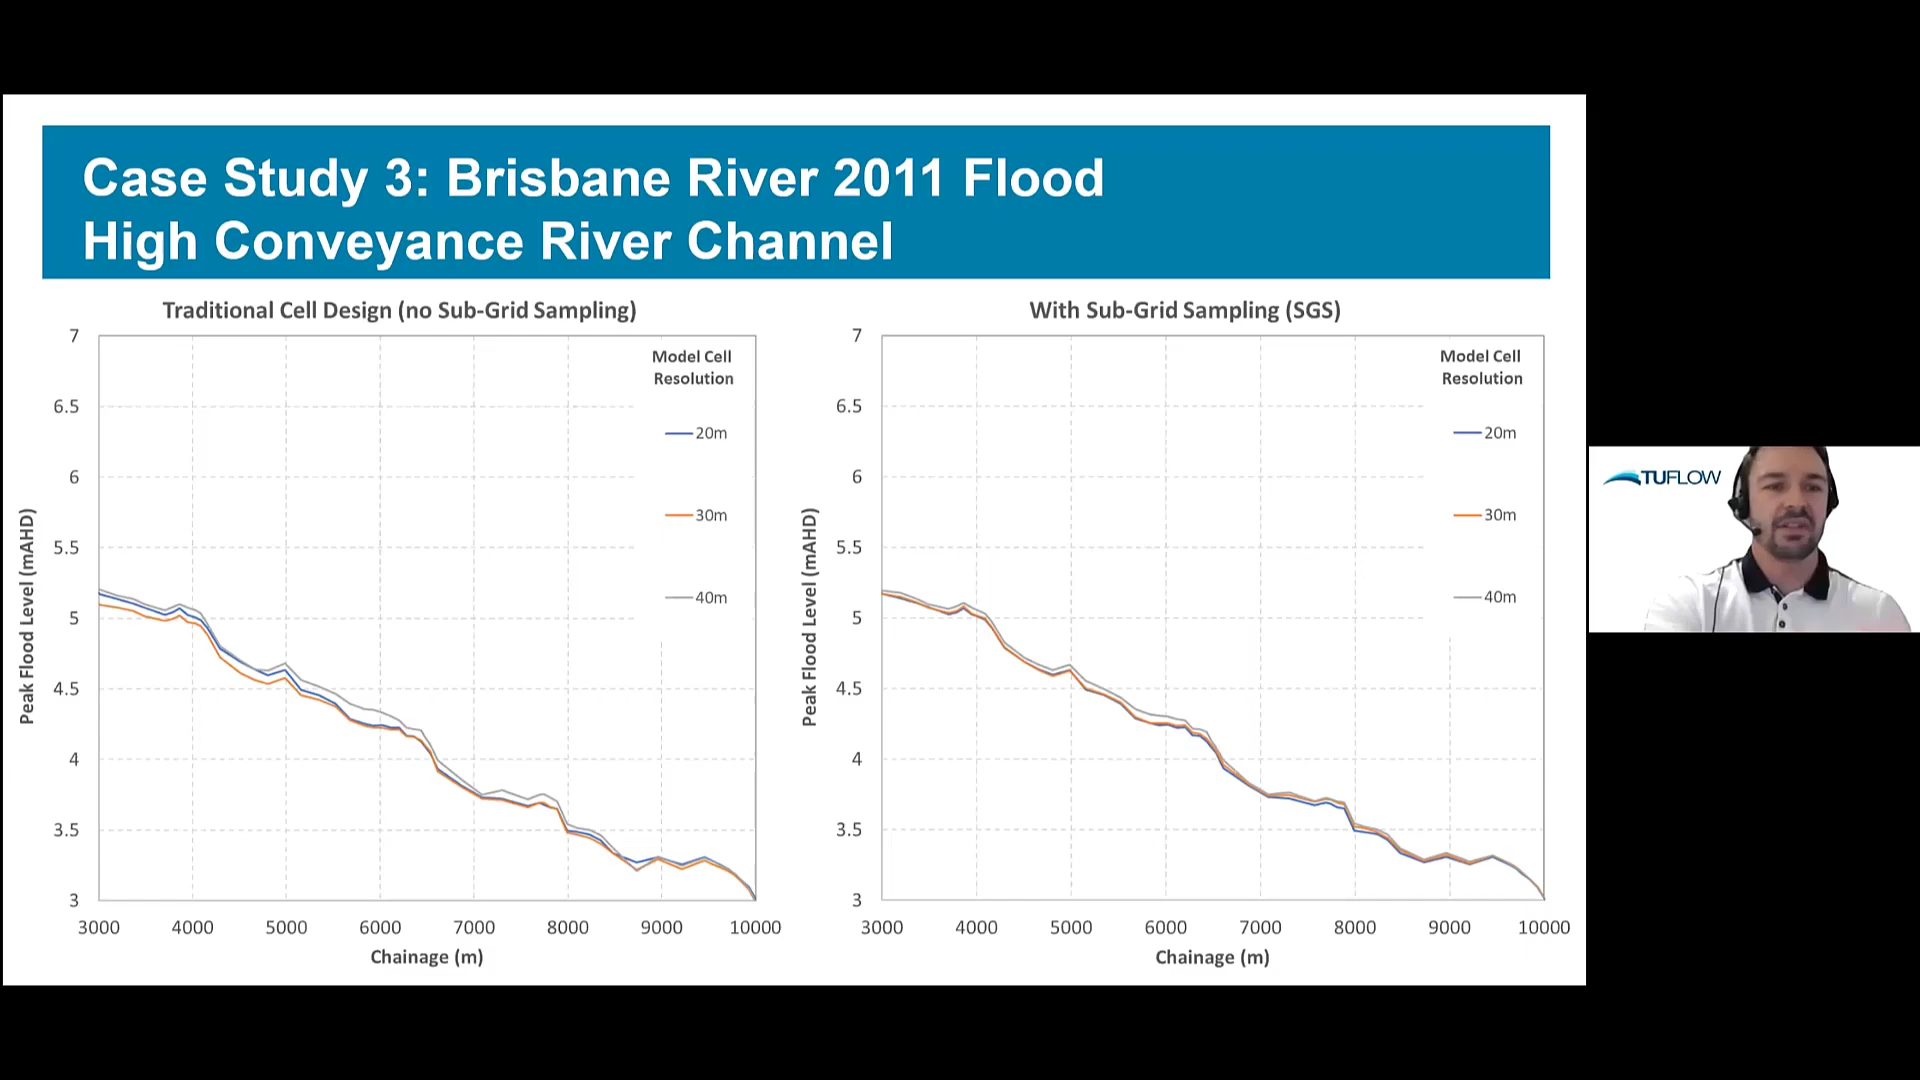 Case Study 3: Brisbane River 2011 Flood
High Conveyance River Channel
Traditional Cell Design (no Sub-Grid Sampling)
7
6.5
6
5.5
5
4.5
4
3.5
3
Peak Flood Level (mAHD)
3000 4000 5000 6000 7000 8000 9000 10000
Chainage (m)
Model Cell
Resolution
20m
30m
40m
With Sub-Grid Sampling (SGS)
7
6.5
6
5.5
5
4.5
4
3.5
3
Peak Flood Level (mAHD)
3000 4000 5000 6000 7000 8000 9000 10000
Chainage (m)
Model Cell
Resolution
20m
30m
40m
TUFLOW